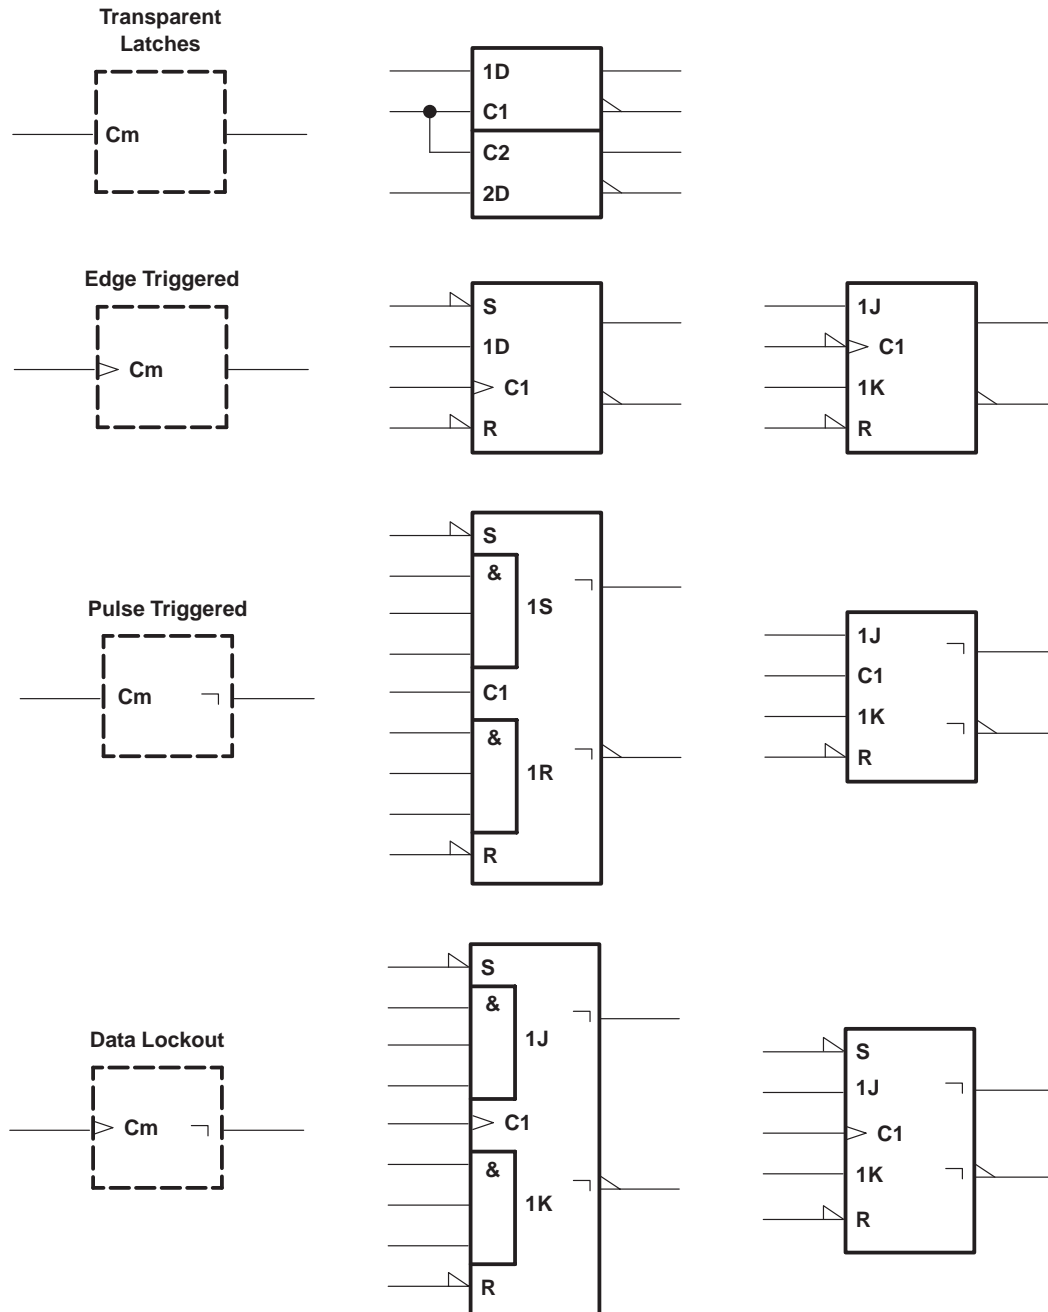 Transparent
Latches
Cm
1D
C1
C2
2D
Edge Triggered
Cm
S
1D
C1
R
1J
C1
1K
R
Pulse Triggered
Cm
S
&
1S
C1
&
1R
R
1J
C1
1K
R
Data Lockout
Cm
S
&
1J
C1
&
1K
R
S
1J
C1
1K
R